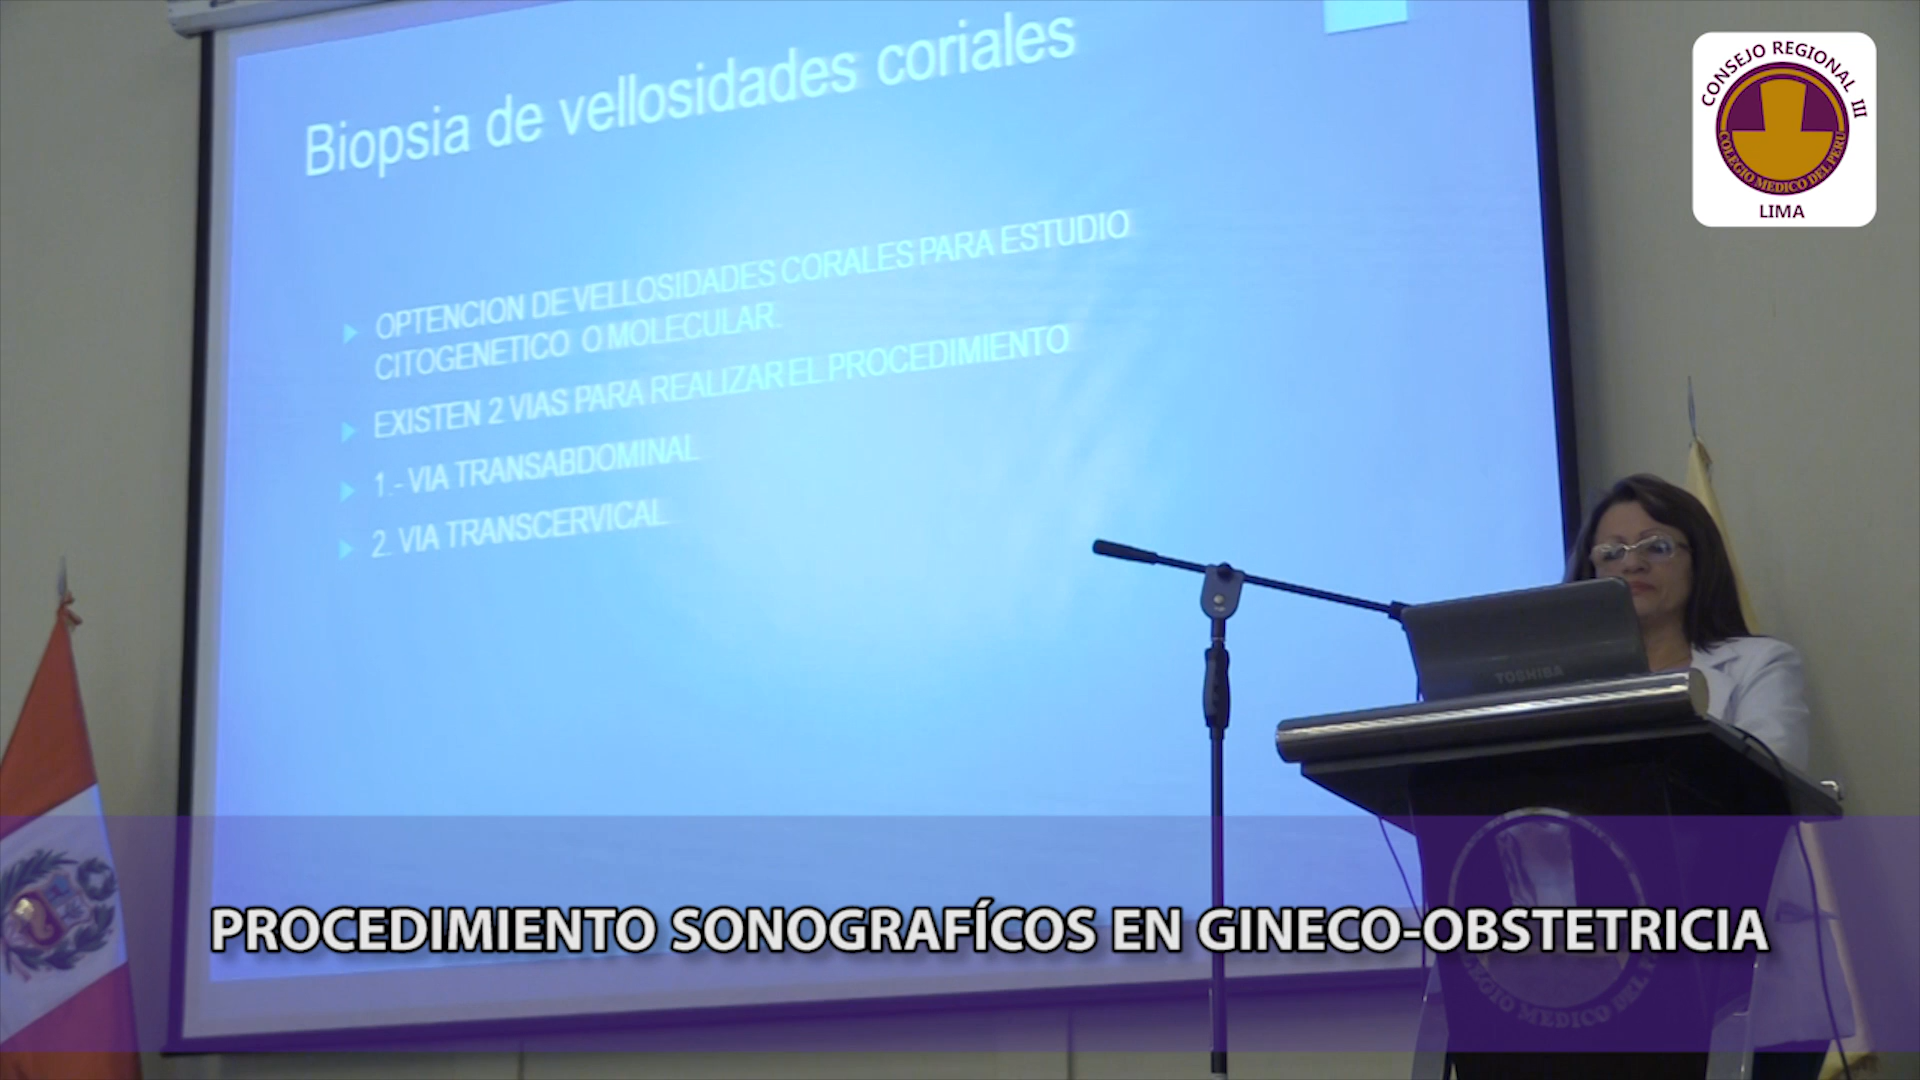 Biopsia de vellosidades coriales
OPTENCION DE VELLOSIDADES CORALES PARA ESTUDIO
CITOGENETICO O MOLECULAR.
EXISTEN 2 VIAS PARA REALIZAR EL PROCEDIMIENTO
1.- VIA TRANSABDOMINAL
2. VIA TRANSCERVICAL
CONSEJO REGIONAL III
COLEGIO MEDICO DEL PERU
LIMA
TOSHIBA
PROCEDIMIENTO SONOGRAFÍCOS EN GINECO-OBSTETRICIA
MEDICO DEL